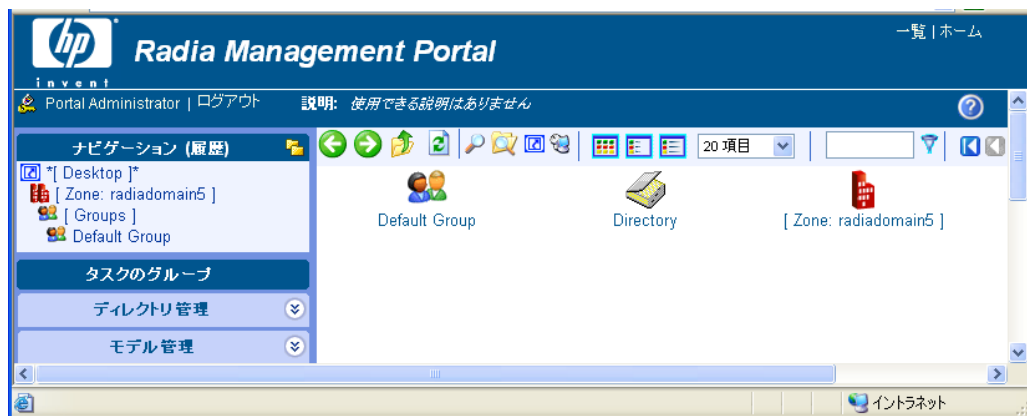 hp
invent
Radia Management Portal
一覧 | ホーム
Portal Administrator | ログアウト
説明: 使用できる説明はありません
ナビゲーション (履歴)
*[ Desktop ]*
[ Zone: radiadomain5 ]
[ Groups ]
Default Group
タスクのグループ
ディレクトリ管理
モデル管理
20 項目
Default Group
Directory
[ Zone: radiadomain5 ]
イントラネット